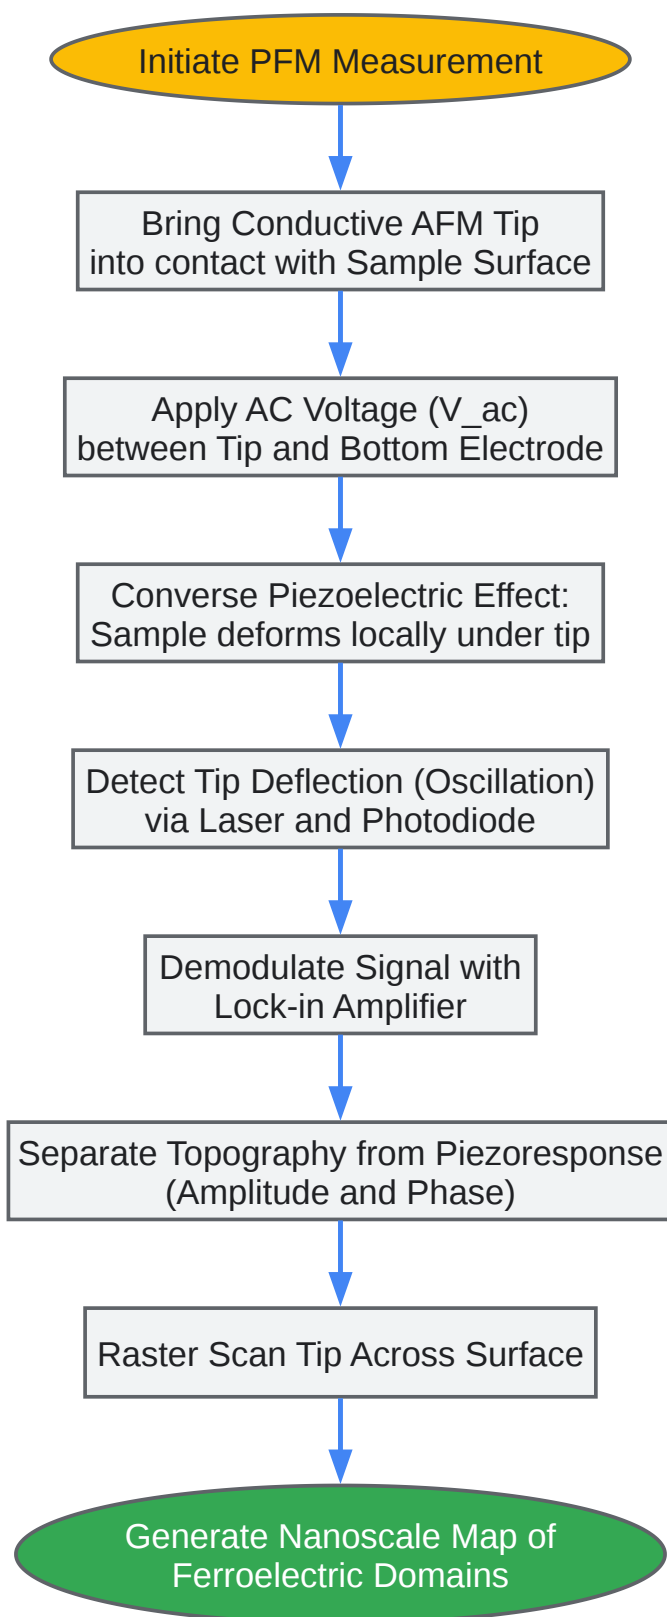 Initiate PFM Measurement
Bring Conductive AFM Tip
into contact with Sample Surface
Apply AC Voltage (V_ac)
between Tip and Bottom Electrode
Converse Piezoelectric Effect:
Sample deforms locally under tip
Detect Tip Deflection (Oscillation)
via Laser and Photodiode
Demodulate Signal with
Lock-in Amplifier
Separate Topography from Piezoresponse
(Amplitude and Phase)
Raster Scan Tip Across Surface
Generate Nanoscale Map of
Ferroelectric Domains